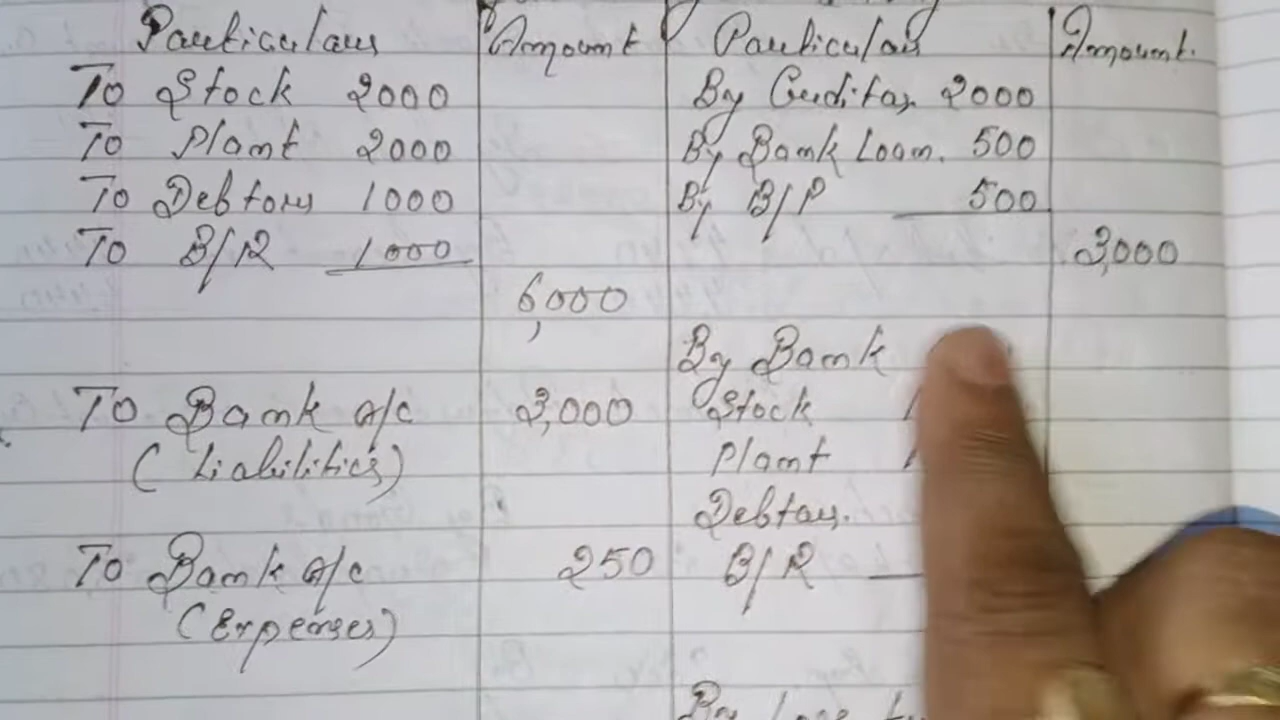 Particulars Amount Particulars Amount.
To Stock 2000 By Creditors 2000
To Plant 2000 By Bank Loan. 500
To Debtors 1000 By B/P 500
To B/R 1000 3,000
6,000
By Bank
To Bank a/c 3,000 Stock
(Liabilities) Plant
Debtors.
To Bank a/c 250 B/R
(Expenses)
By